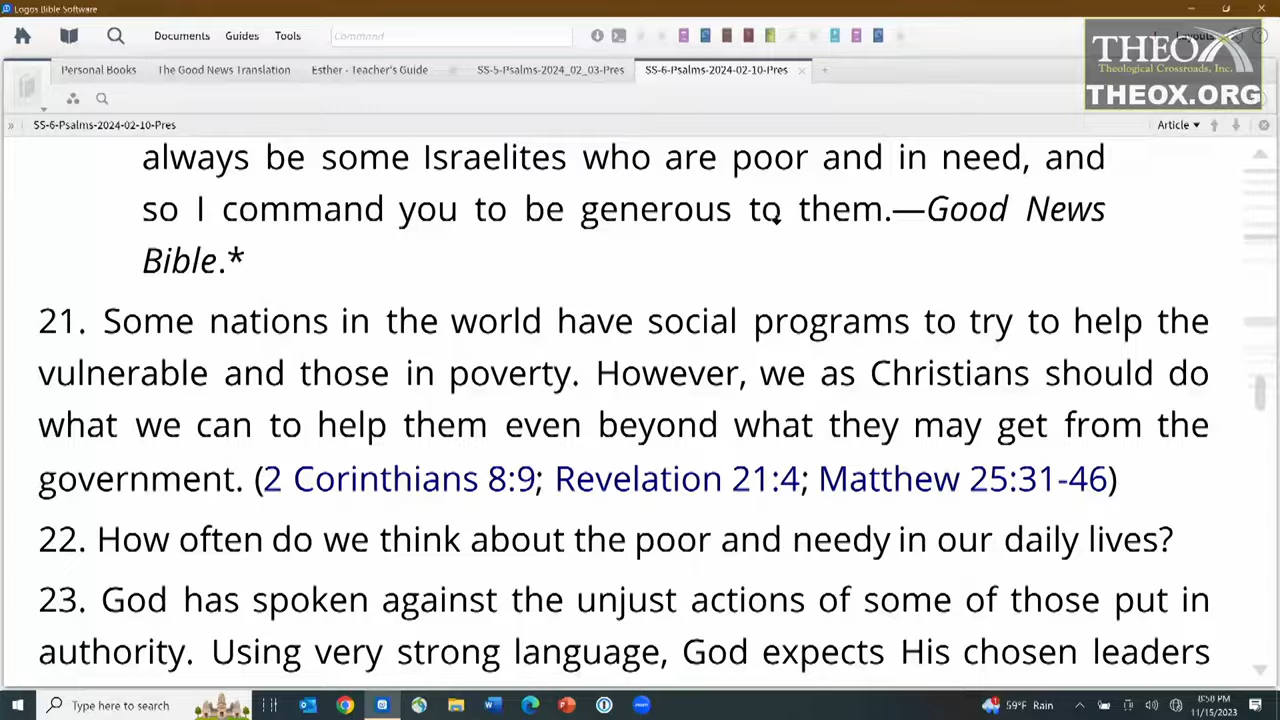 Logos Bible Software
Documents Guides Tools Command
THEOX
Theological Crossroads, Inc.
THEOX.ORG
Personal Books The Good News Translation Esther - Teacher's Psalms-2024_02_03-Pres SS-6-Psalms-2024-02-10-Pres
SS-6-Psalms-2024-02-10-Pres Article
always be some Israelites who are poor and in need, and
so I command you to be generous to them.—Good News
Bible.*
21. Some nations in the world have social programs to try to help the
vulnerable and those in poverty. However, we as Christians should do
what we can to help them even beyond what they may get from the
government. (2 Corinthians 8:9; Revelation 21:4; Matthew 25:31-46)
22. How often do we think about the poor and needy in our daily lives?
23. God has spoken against the unjust actions of some of those put in
authority. Using very strong language, God expects His chosen leaders
Type here to search 59°F Rain 8:58 PM
11/15/2023